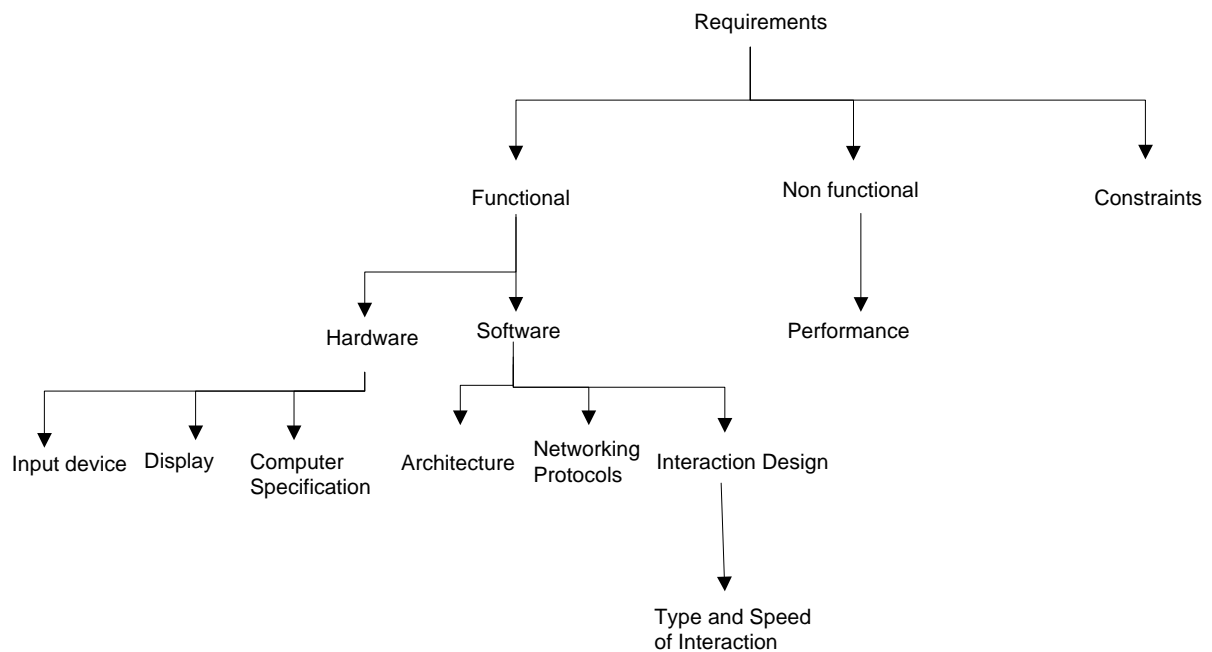 Requirements
Functional
Non functional
Constraints
Hardware
Software
Performance
Input device
Display
Computer
Specification
Architecture
Networking
Protocols
Interaction Design
Type and Speed
of Interaction